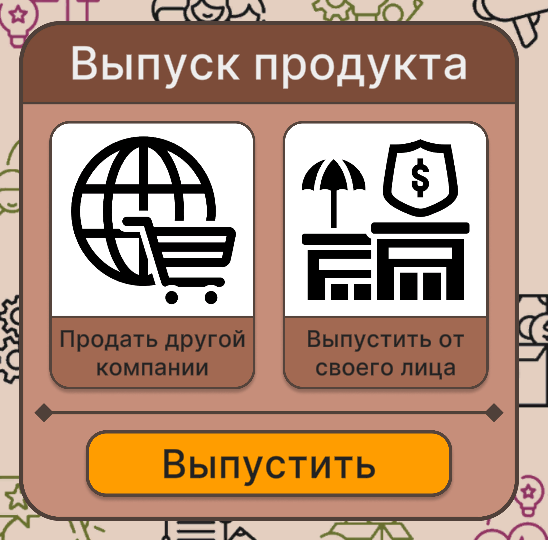 Выпуск продукта
$
Продать другой
компании
Выпустить от
своего лица
Выпустить